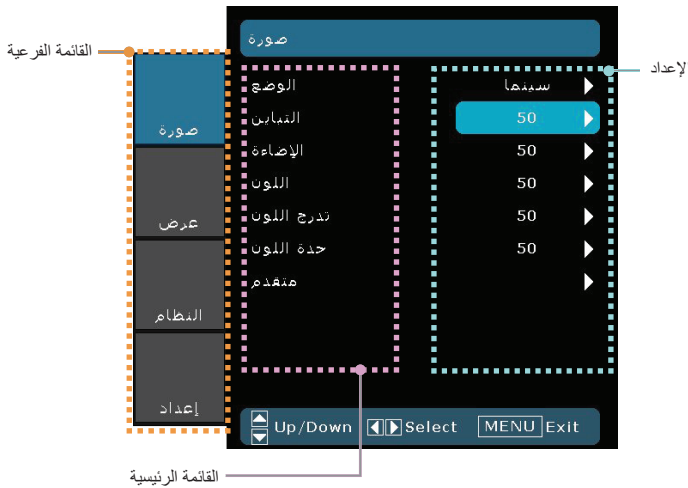 القائمة الفرعية
صورة
عرض
النظام
إعداد
صورة
الوضع سينما
التباين 50
الإضاءة 50
اللون 50
تدرج اللون 50
حدة اللون 50
متقدم
Up/Down Select MENU Exit
لإعداد
القائمة الرئيسية